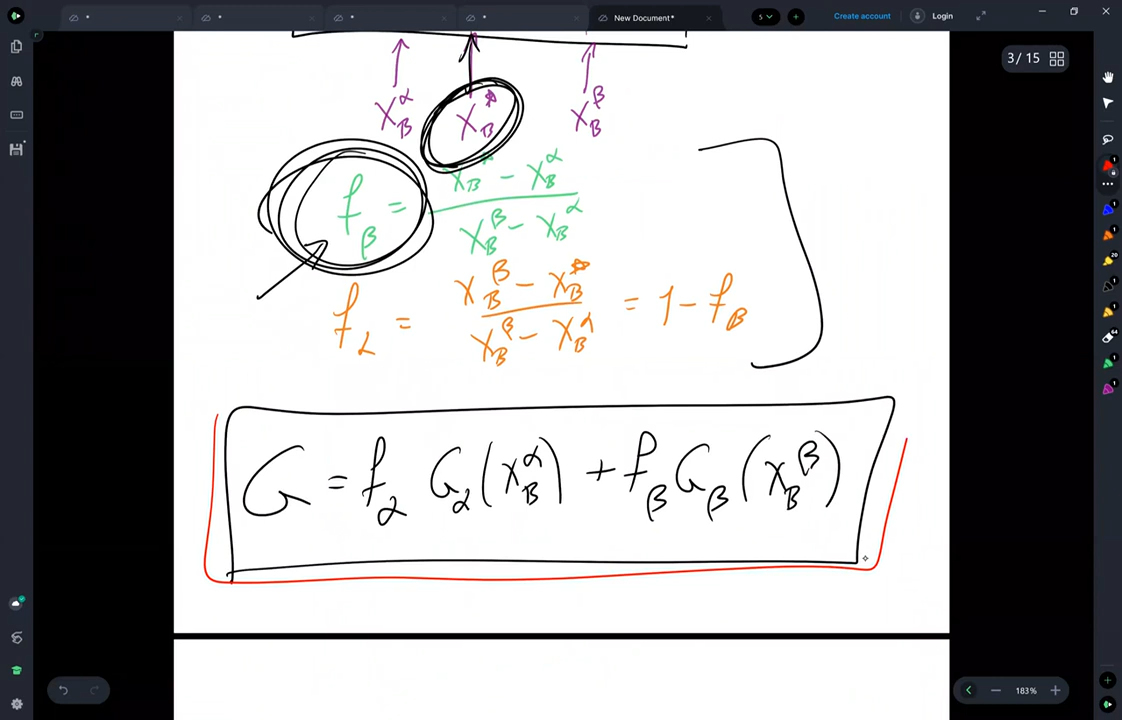 New Document*
5
Create account
Login
3/ 15
X_B^α X_B^* X_B^β
f_β = (X_B^* - X_B^α) / (X_B^β - X_B^α)
f_α = (X_B^β - X_B^*) / (X_B^β - X_B^α) = 1 - f_β
G = f_α G_α(X_B^α) + f_β G_β(X_B^β)
183%